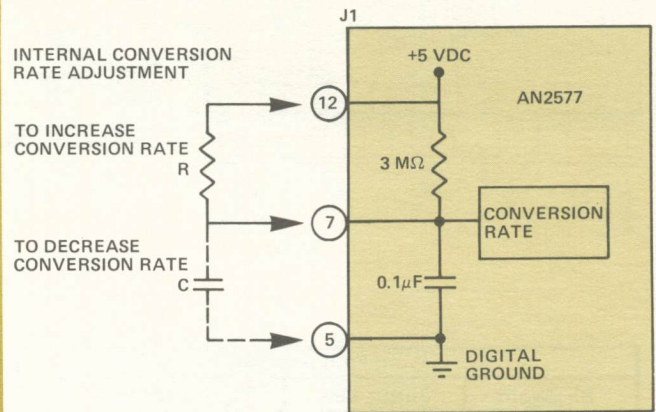 J1
INTERNAL CONVERSION
RATE ADJUSTMENT
+5 VDC
12
AN2577
TO INCREASE
CONVERSION RATE
R
3 MΩ
7
CONVERSION
RATE
TO DECREASE
CONVERSION RATE
C
0.1μF
5
DIGITAL
GROUND